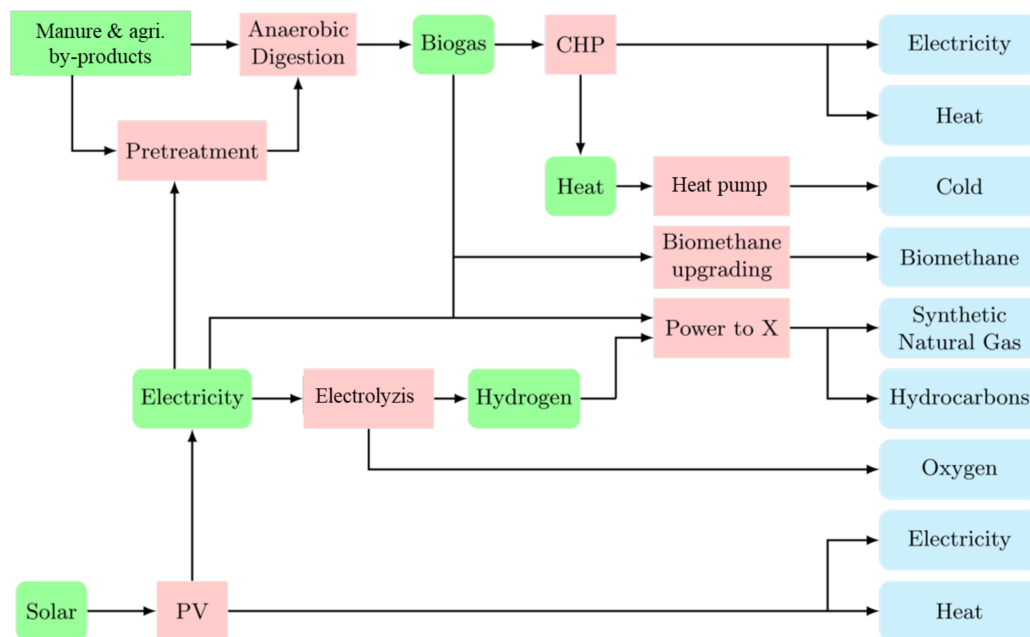 Manure & agri.
by-products
Anaerobic
Digestion
Biogas
CHP
Electricity
Heat
Pretreatment
Heat
Heat pump
Cold
Biomethane
upgrading
Biomethane
Power to X
Synthetic
Natural Gas
Electricity
Electrolyzis
Hydrogen
Hydrocarbons
Oxygen
Electricity
Solar
PV
Heat